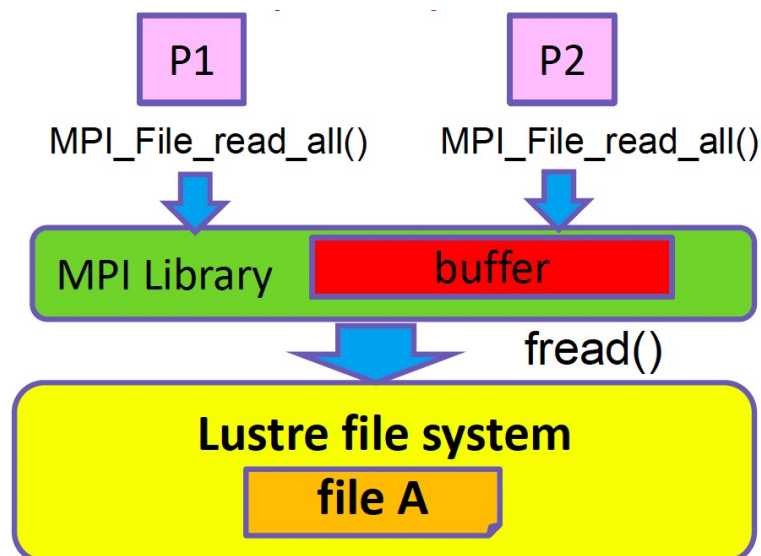 P1 P2
MPI_File_read_all() MPI_File_read_all()
MPI Library buffer
fread()
Lustre file system
file A